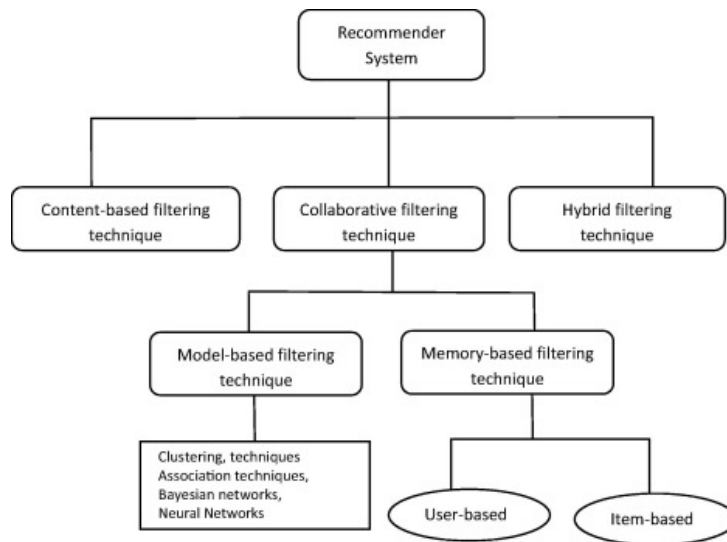 Recommender
System
Content-based filtering
technique
Collaborative filtering
technique
Hybrid filtering
technique
Model-based filtering
technique
Memory-based filtering
technique
Clustering, techniques
Association techniques,
Bayesian networks,
Neural Networks
User-based
Item-based